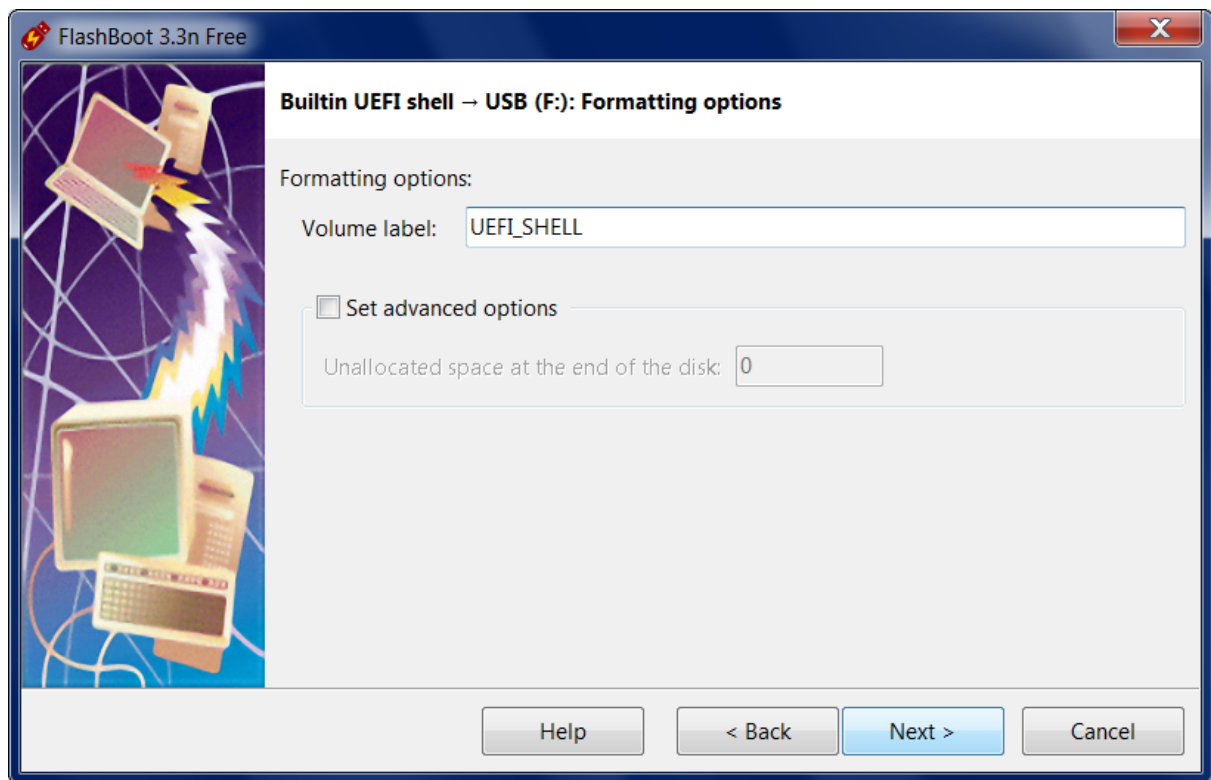 FlashBoot 3.3n Free
X
Builtin UEFI shell → USB (F:): Formatting options
Formatting options:
Volume label: UEFI_SHELL
Set advanced options
Unallocated space at the end of the disk: 0
Help < Back Next > Cancel